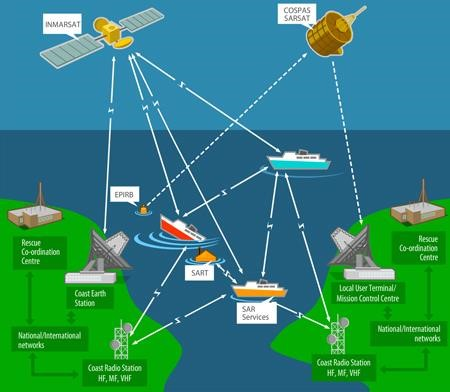 INMARSAT
COSPAS
SARSAT
EPIRB
SART
SAR
Services
Rescue
Co-ordination
Centre
Coast Earth
Station
National/International
networks
Coast Radio Station
HF, MF, VHF
Rescue
Co-ordination
Centre
Local User Terminal/
Mission Control Centre
National/International
networks
Coast Radio Station
HF, MF, VHF